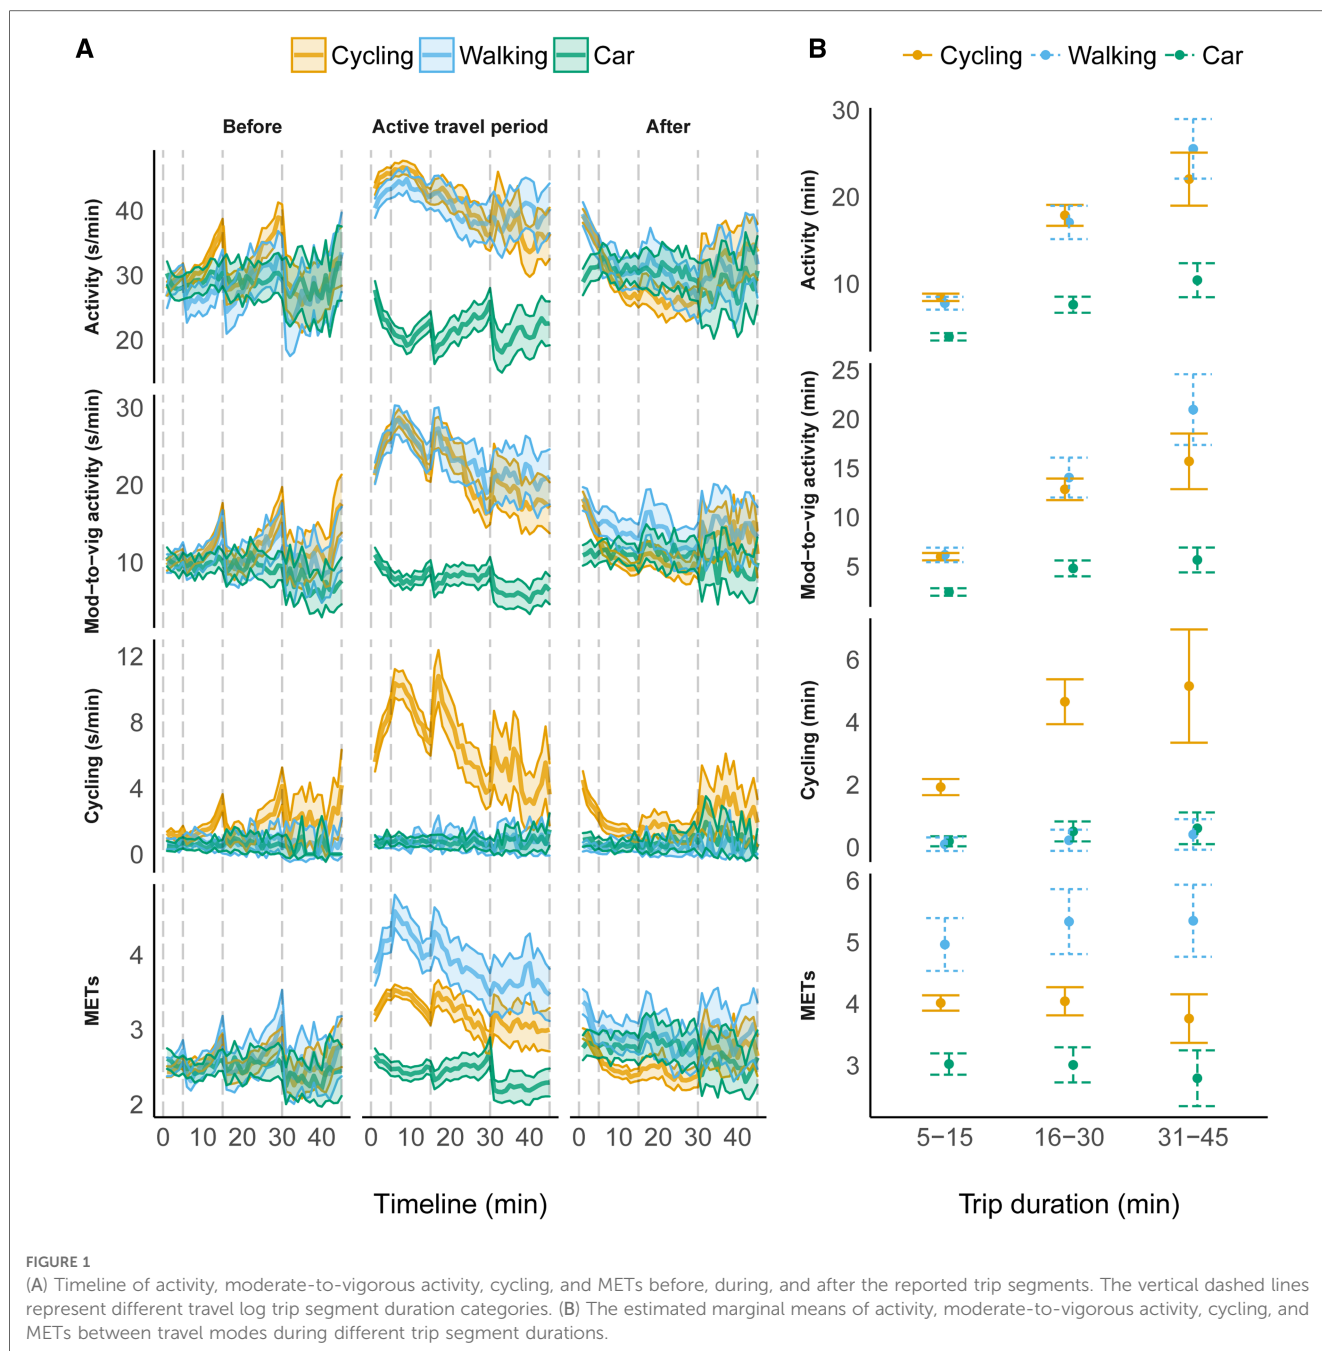 A
Cycling Walking Car
Before
Active travel period
After
Activity (s/min)
40
30
20
Mod-to-vig activity (s/min)
30
20
10
Cycling (s/min)
12
8
4
0
METs
4
3
2
0 10 20 30 40
0 10 20 30 40
0 10 20 30 40
Timeline (min)
B
Cycling Walking Car
Activity (min)
30
20
10
Mod-to-vig activity (min)
25
20
15
10
5
Cycling (min)
6
4
2
0
METs
6
5
4
3
5-15 16-30 31-45
Trip duration (min)
FIGURE 1
(A) Timeline of activity, moderate-to-vigorous activity, cycling, and METs before, during, and after the reported trip segments. The vertical dashed lines
represent different travel log trip segment duration categories. (B) The estimated marginal means of activity, moderate-to-vigorous activity, cycling, and
METs between travel modes during different trip segment durations.